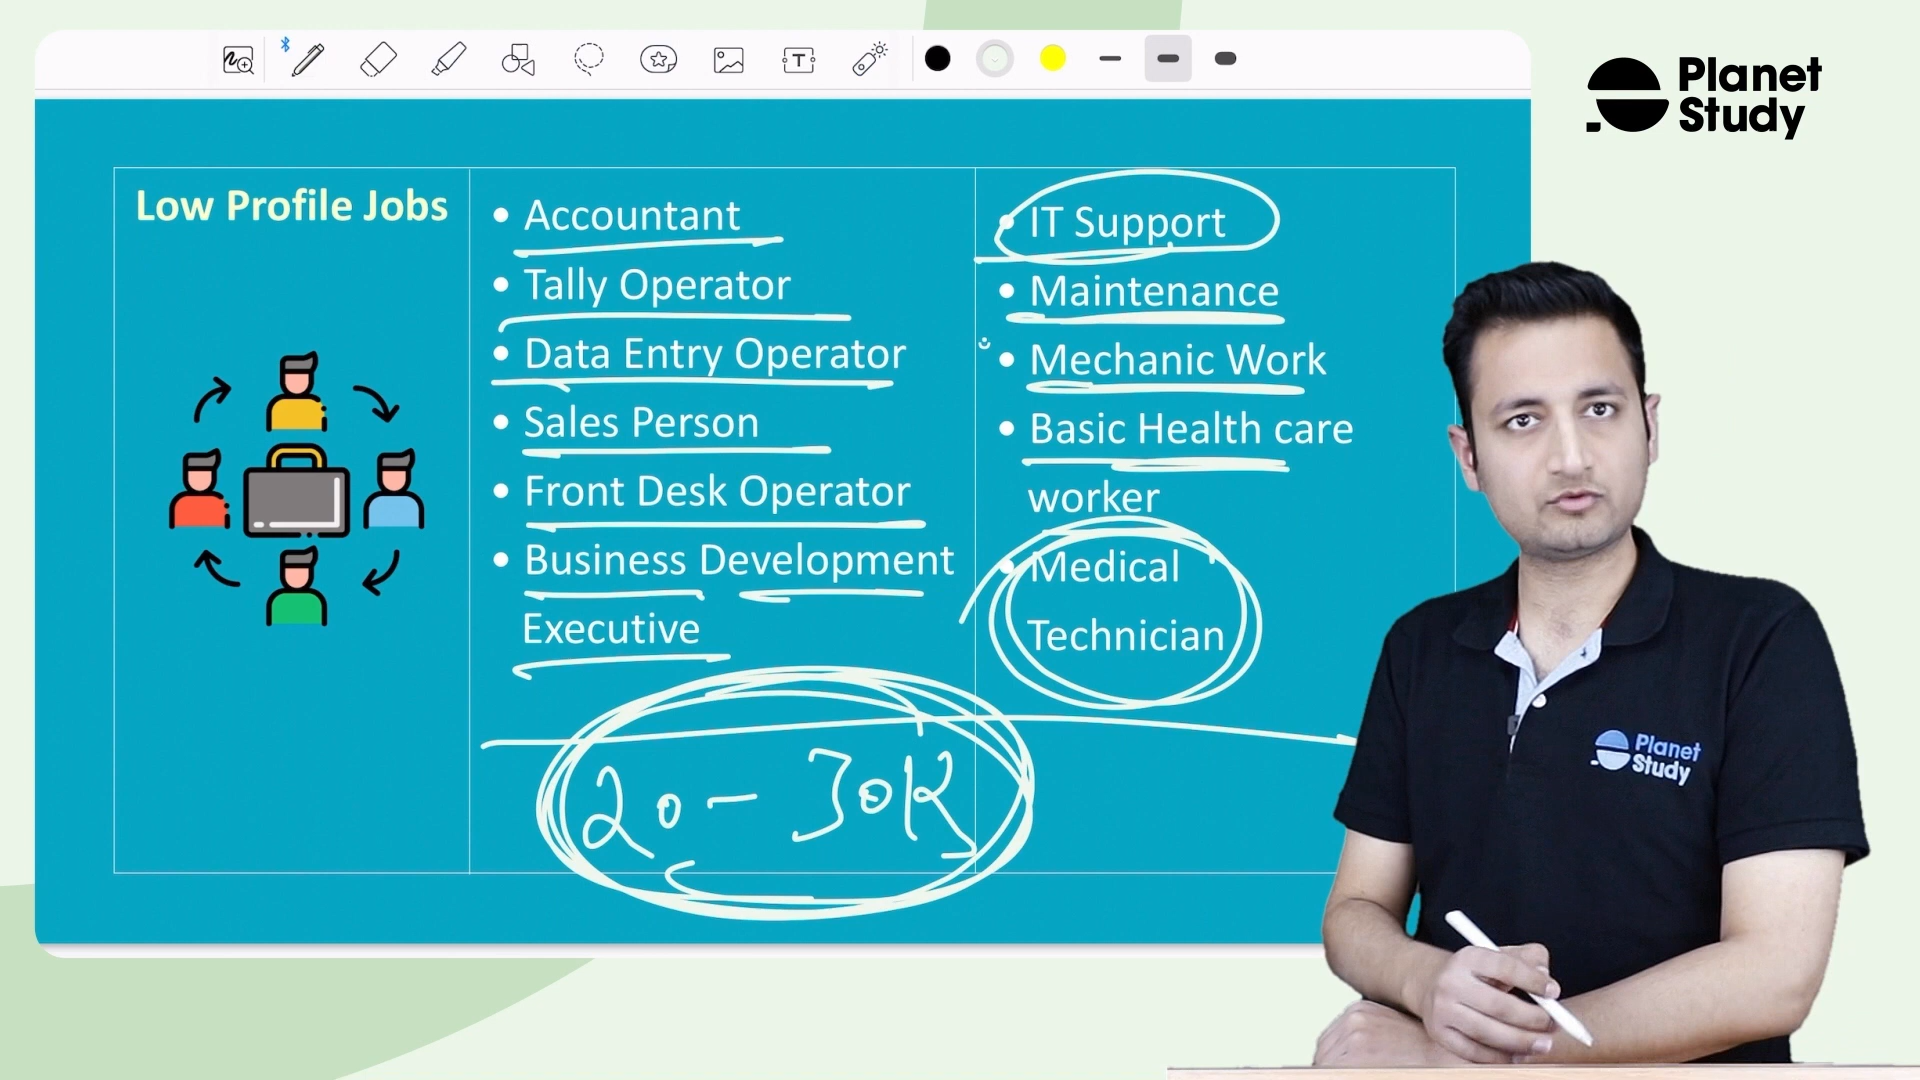 Planet
Study
Low Profile Jobs
• Accountant
• Tally Operator
• Data Entry Operator
• Sales Person
• Front Desk Operator
• Business Development
Executive
• IT Support
• Maintenance
• Mechanic Work
• Basic Health care
worker
• Medical
Technician
20 - 30K
Planet
Study